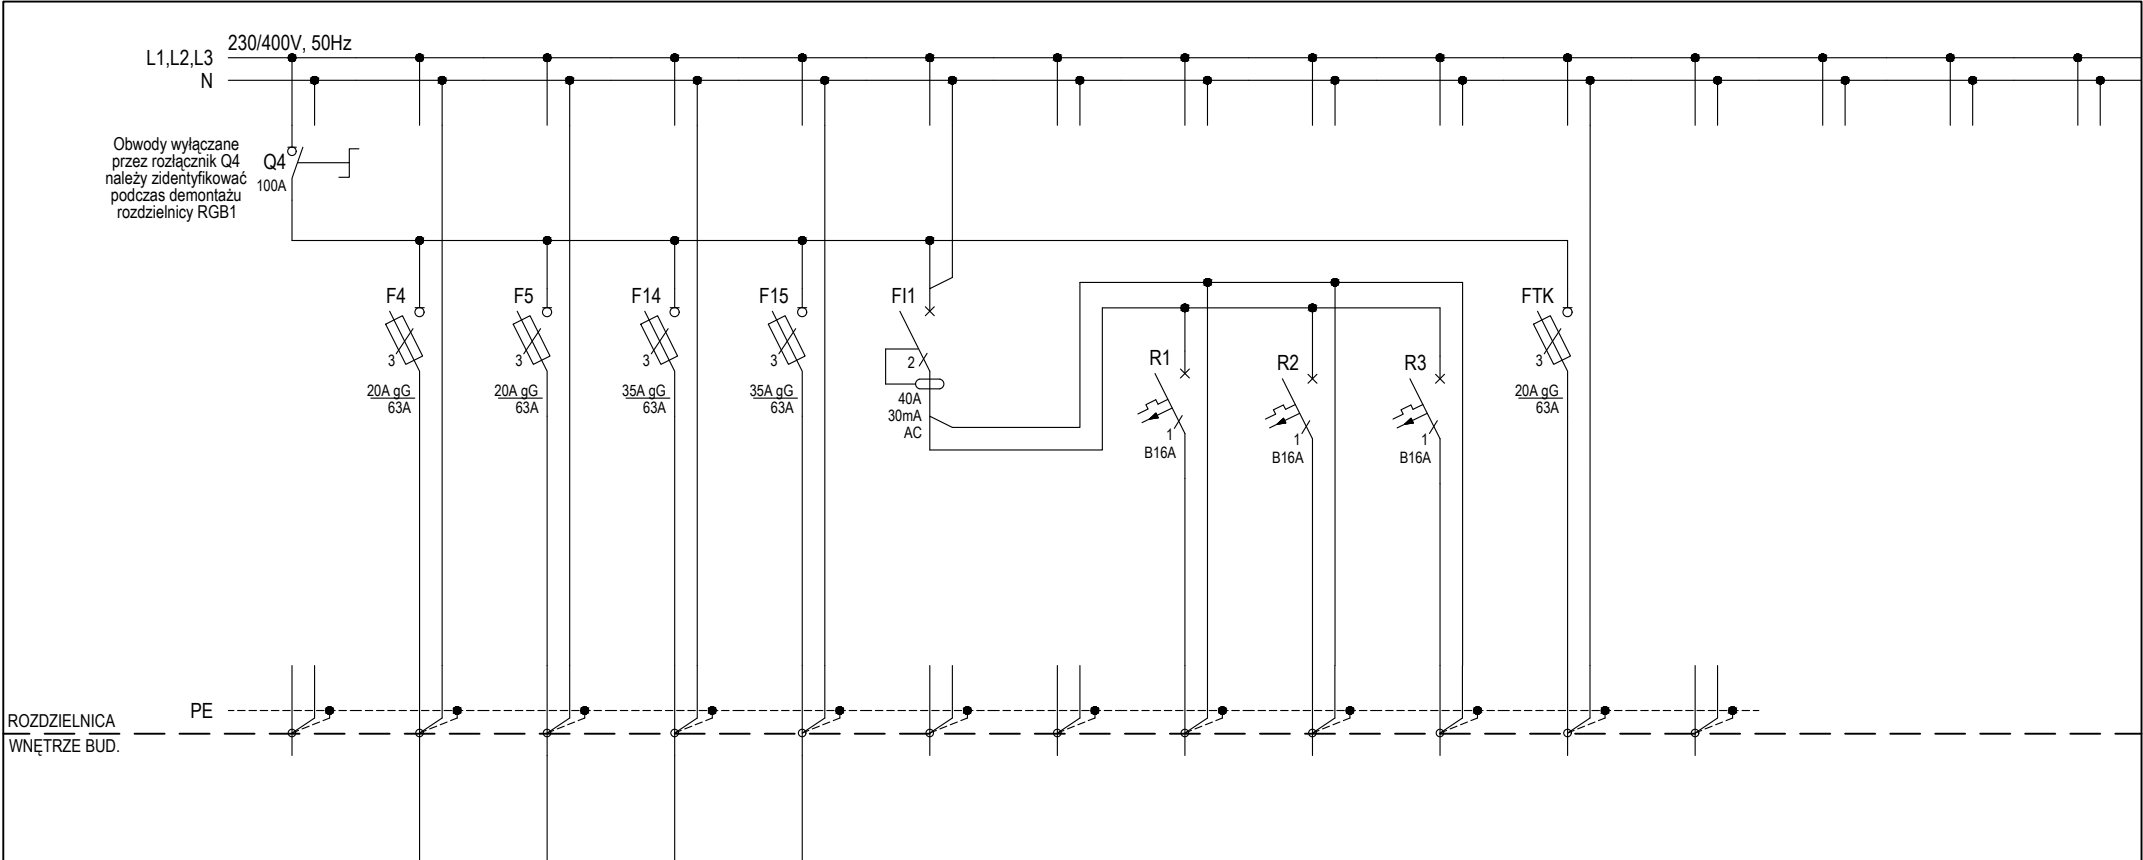 230/400V, 50Hz
L1,L2,L3
N
Obwody wyłączane
przez rozłącznik Q4
należy zidentyfikować
podczas demontażu
rozdzielnicy RGB1
Q4
100A
F4
3
20A gG
63A
F5
3
20A gG
63A
F14
3
35A gG
63A
F15
3
35A gG
63A
FI1
2
40A
30mA
AC
R1
1
B16A
R2
1
B16A
R3
1
B16A
FTK
3
20A gG
63A
PE
ROZDZIELNICA
WNĘTRZE BUD.